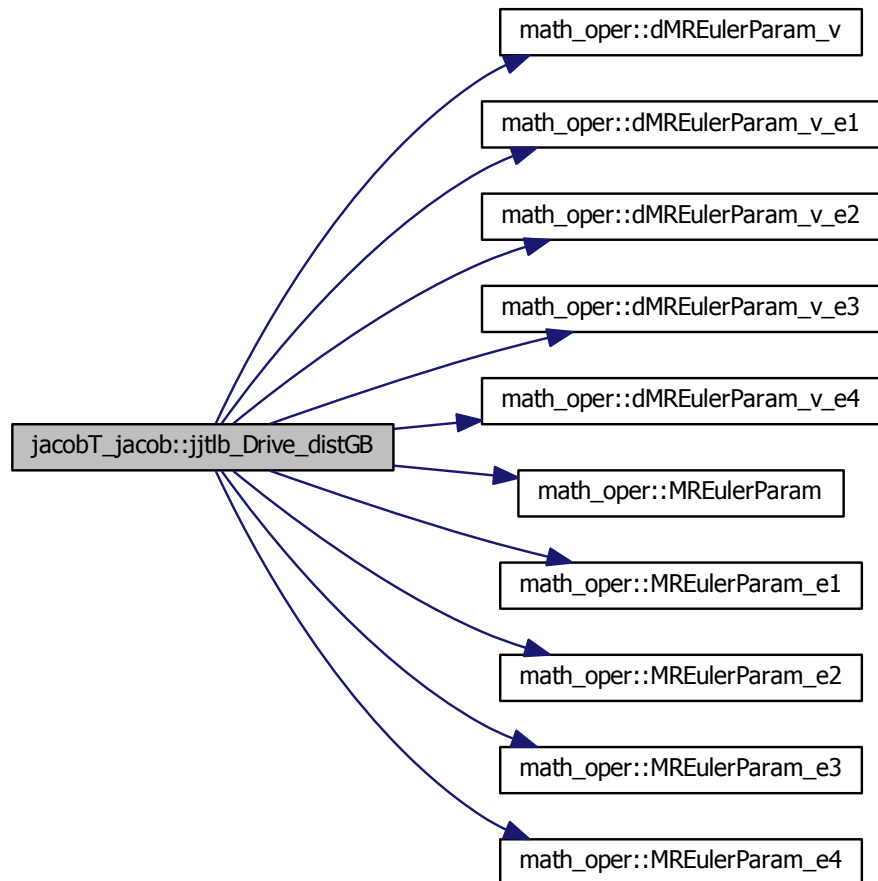 math_oper::dMREulerParam_v
math_oper::dMREulerParam_v_e1
math_oper::dMREulerParam_v_e2
math_oper::dMREulerParam_v_e3
math_oper::dMREulerParam_v_e4
jacobT_jacob::jjtlb_Drive_distGB
math_oper::MREulerParam
math_oper::MREulerParam_e1
math_oper::MREulerParam_e2
math_oper::MREulerParam_e3
math_oper::MREulerParam_e4